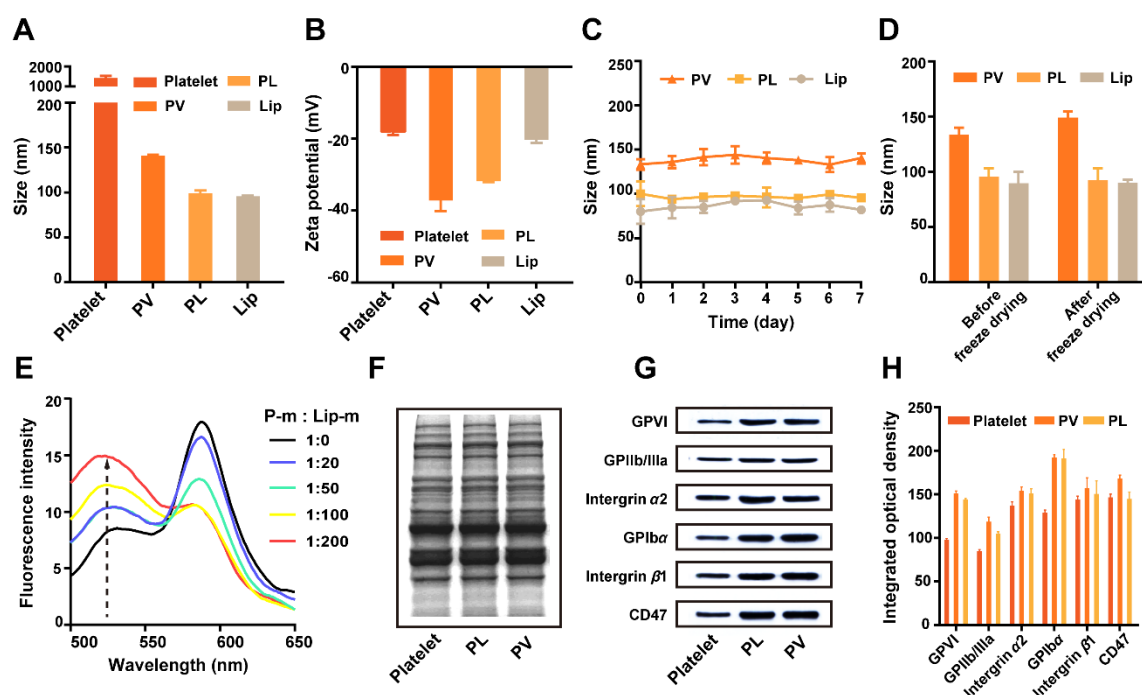 A
2000
1000
200
150
100
50
0
Size (nm)
Platelet
PL
PV
Lip
Platelet
PV
PL
Lip
B
0
-20
-40
-60
Zeta potential (mV)
Platelet
PL
PV
Lip
Platelet
PV
PL
Lip
C
PV
PL
Lip
250
200
150
100
50
0
Size (nm)
0 1 2 3 4 5 6 7
Time (day)
D
PV
PL
Lip
200
150
100
50
0
Size (nm)
Before
freeze drying
After
freeze drying
E
20
15
10
5
0
Fluorescence intensity
P-m : Lip-m
1:0
1:20
1:50
1:100
1:200
500 550 600 650
Wavelength (nm)
F
Platelet
PL
PV
G
GPVI
GPIIb/IIIa
Intergrin α2
GPIbα
Intergrin β1
CD47
Platelet
PL
PV
H
Platelet
PV
PL
250
200
150
100
50
0
Integrated optical density
GPVI
GPIIb/IIIa
Intergrin α2
GPIbα
Intergrin β1
CD47